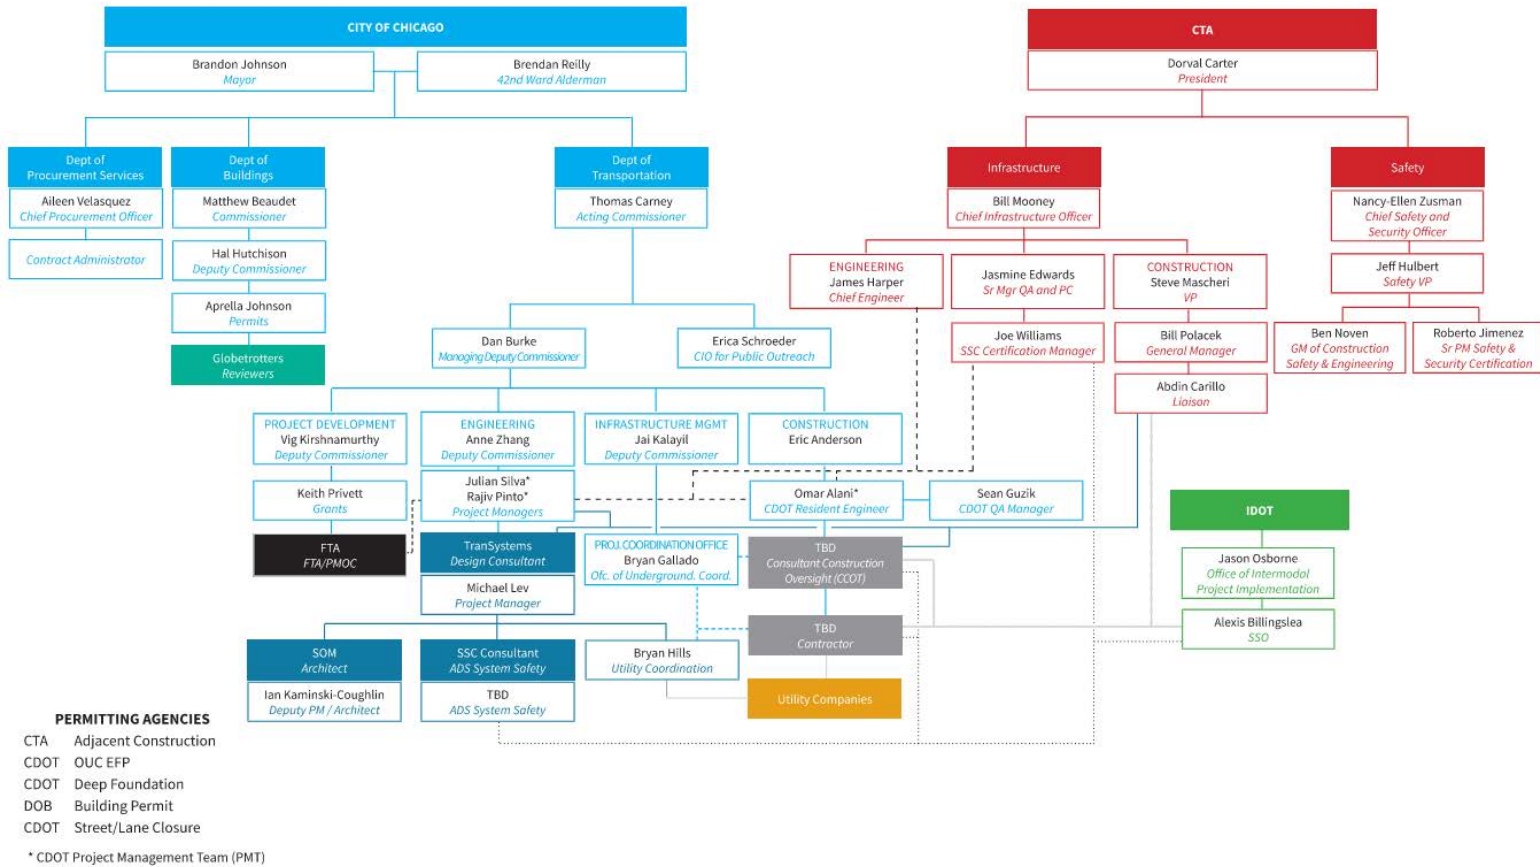 CITY OF CHICAGO
Brandon Johnson
Mayor
Brendan Reilly
42nd Ward Alderman
Dept of
Procurement Services
Aileen Velasquez
Chief Procurement Officer
Contract Administrator
Dept of
Buildings
Matthew Beaudet
Commissioner
Hal Hutchison
Deputy Commissioner
Aprella Johnson
Permits
Globetrotters
Reviewers
Dept of
Transportation
Thomas Carney
Acting Commissioner
Dan Burke
Managing Deputy Commissioner
Erica Schroeder
CIO for Public Outreach
PROJECT DEVELOPMENT
Vig Kirshnamurthy
Deputy Commissioner
Keith Privett
Grants
FTA
FTA/PMOC
ENGINEERING
Anne Zhang
Deputy Commissioner
Julian Silva*
Rajiv Pinto*
Project Managers
TranSystems
Design Consultant
Michael Lev
Project Manager
SOM
Architect
Ian Kaminski-Coughlin
Deputy PM / Architect
SSC Consultant
ADS System Safety
TBD
ADS System Safety
Bryan Hills
Utility Coordination
INFRASTRUCTURE MGMT
Jai Kalayil
Deputy Commissioner
PROJ. COORDINATION OFFICE
Bryan Gallado
Ofc. of Underground. Coord.
CONSTRUCTION
Eric Anderson
Omar Alani*
CDOT Resident Engineer
Sean Guzik
CDOT QA Manager
TBD
Consultant Construction
Oversight (CCOT)
TBD
Contractor
Utility Companies
CTA
Dorval Carter
President
Infrastructure
Bill Mooney
Chief Infrastructure Officer
ENGINEERING
James Harper
Chief Engineer
Jasmine Edwards
Sr Mgr QA and PC
Joe Williams
SSC Certification Manager
CONSTRUCTION
Steve Mascheri
VP
Bill Polacek
General Manager
Abdin Carillo
Liaison
Safety
Nancy-Ellen Zusman
Chief Safety and
Security Officer
Jeff Hulbert
Safety VP
Ben Noven
GM of Construction
Safety & Engineering
Roberto Jimenez
Sr PM Safety &
Security Certification
IDOT
Jason Osborne
Office of Intermodal
Project Implementation
Alexis Billingslea
SSO
PERMITTING AGENCIES
CTA Adjacent Construction
CDOT OUC EFP
CDOT Deep Foundation
DOB Building Permit
CDOT Street/Lane Closure
* CDOT Project Management Team (PMT)